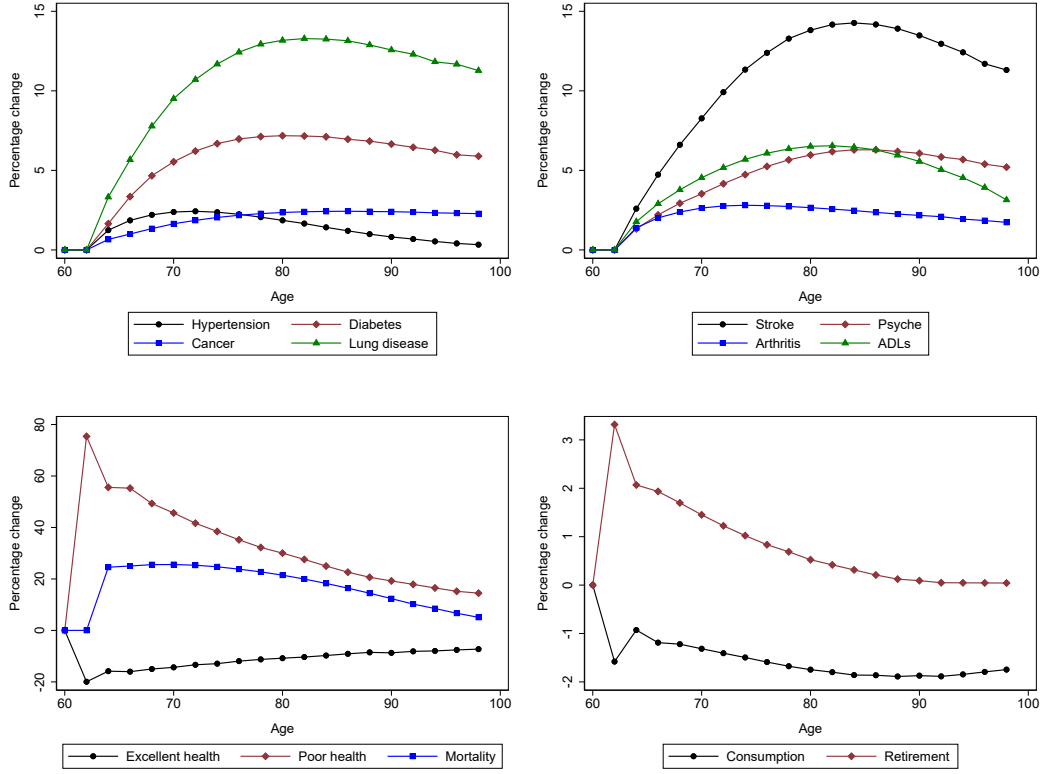 15
10
5
0
Percentage change
60 70 80 90 100
Age
Hypertension Diabetes
Cancer Lung disease
15
10
5
0
Percentage change
60 70 80 90 100
Age
Stroke Psyche
Arthritis ADLs
80
60
40
20
0
-20
Percentage change
60 70 80 90 100
Age
Excellent health Poor health Mortality
3
2
1
0
-1
-2
Percentage change
60 70 80 90 100
Age
Consumption Retirement